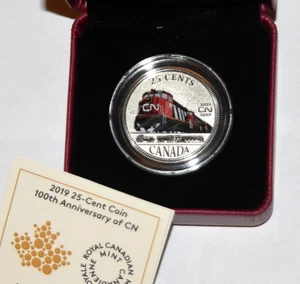 25 CENTS
1919
CN
2019
CN
CANADA
2019 25-Cent Coin
100th Anniversary of CN
ROYAL CANADIAN MINT